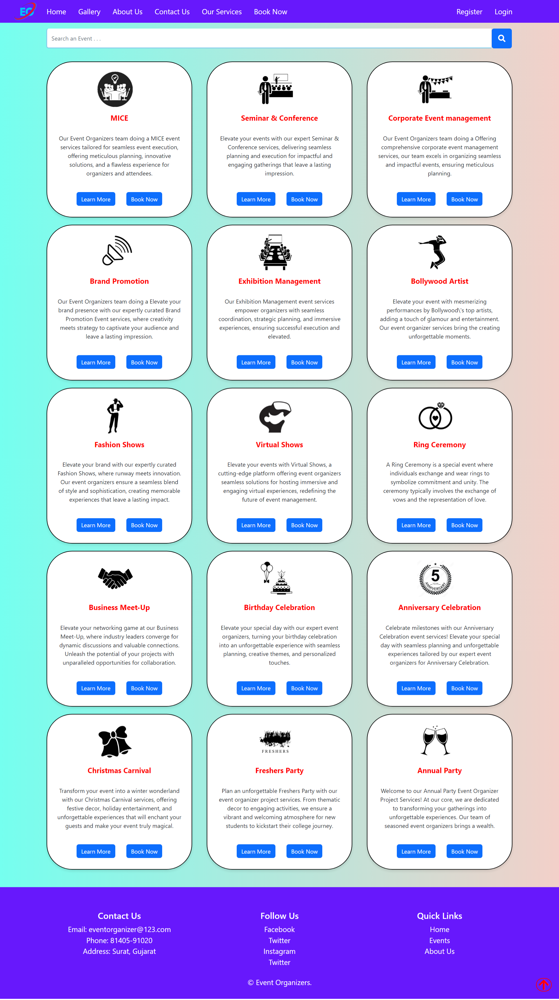 EO
Home Gallery About Us Contact Us Our Services Book Now Register Login
Search an Event . . .
MICE
Our Event Organizers team doing a MICE event
services tailored for seamless event execution,
offering meticulous planning, innovative
solutions, and a flawless experience for
organizers and attendees.
Learn More Book Now
Seminar & Conference
Elevate your events with our expert Seminar &
Conference services, delivering seamless
planning and execution for impactful and
engaging gatherings that leave a lasting
impression.
Learn More Book Now
Corporate Event management
Our Event Organizers team doing a Offering
comprehensive corporate event management
services, our team excels in organizing seamless
and impactful events, ensuring meticulous
planning.
Learn More Book Now
Brand Promotion
Our Event Organizers team doing a Elevate your
brand presence with our expertly curated Brand
Promotion Event services, where creativity
meets strategy to captivate your audience and
leave a lasting impression.
Learn More Book Now
Exhibition Management
Our Exhibition Management event services
empower organizers with seamless
coordination, strategic planning, and immersive
experiences, ensuring successful execution and
elevated.
Learn More Book Now
Bollywood Artist
Elevate your event with mesmerizing
performances by Bollywood\'s top artists,
adding a touch of glamour and entertainment.
Our event organizer services bring the creating
unforgettable moments.
Learn More Book Now
Fashion Shows
Elevate your brand with our expertly curated
Fashion Shows, where runway meets innovation.
Our event organizers ensure a seamless blend
of style and sophistication, creating memorable
experiences that leave a lasting impact.
Learn More Book Now
Virtual Shows
Elevate your events with Virtual Shows, a
cutting-edge platform offering event organizers
seamless solutions for hosting immersive and
engaging virtual experiences, redefining the
future of event management.
Learn More Book Now
Ring Ceremony
A Ring Ceremony is a special event where
individuals exchange and wear rings to
symbolize commitment and unity. The
ceremony typically involves the exchange of
vows and the representation of love.
Learn More Book Now
Business Meet-Up
Elevate your networking game at our Business
Meet-Up, where industry leaders converge for
dynamic discussions and valuable connections.
Unleash the potential of your projects with
unparalleled opportunities for collaboration.
Learn More Book Now
Birthday Celebration
Elevate your special day with our expert event
organizers, turning your birthday celebration
into an unforgettable experience with seamless
planning, creative themes, and personalized
touches.
Learn More Book Now
5
YEAR
ANNIVERSARY
Anniversary Celebration
Celebrate milestones with our Anniversary
Celebration event services! Elevate your special
day with seamless planning and unforgettable
experiences tailored by our expert event
organizers for Anniversary Celebration.
Learn More Book Now
Christmas Carnival
Transform your event into a winter wonderland
with our Christmas Carnival services, offering
festive decor, holiday entertainment, and
unforgettable experiences that will enchant your
guests and make your event truly magical.
Learn More Book Now
FRESHERS
Freshers Party
Plan an unforgettable Freshers Party with our
event organizer project services. From thematic
decor to engaging activities, we ensure a
vibrant and welcoming atmosphere for new
students to kickstart their college journey.
Learn More Book Now
Annual Party
Welcome to our Annual Party Event Organizer
Project Services! At our core, we are dedicated
to transforming your gatherings into
unforgettable experiences. Our team of
seasoned event organizers brings a wealth.
Learn More Book Now
Contact Us
Email: eventorganizer@123.com
Phone: 81405-91020
Address: Surat, Gujarat
Follow Us
Facebook
Twitter
Instagram
Twitter
Quick Links
Home
Events
About Us
© Event Organizers.